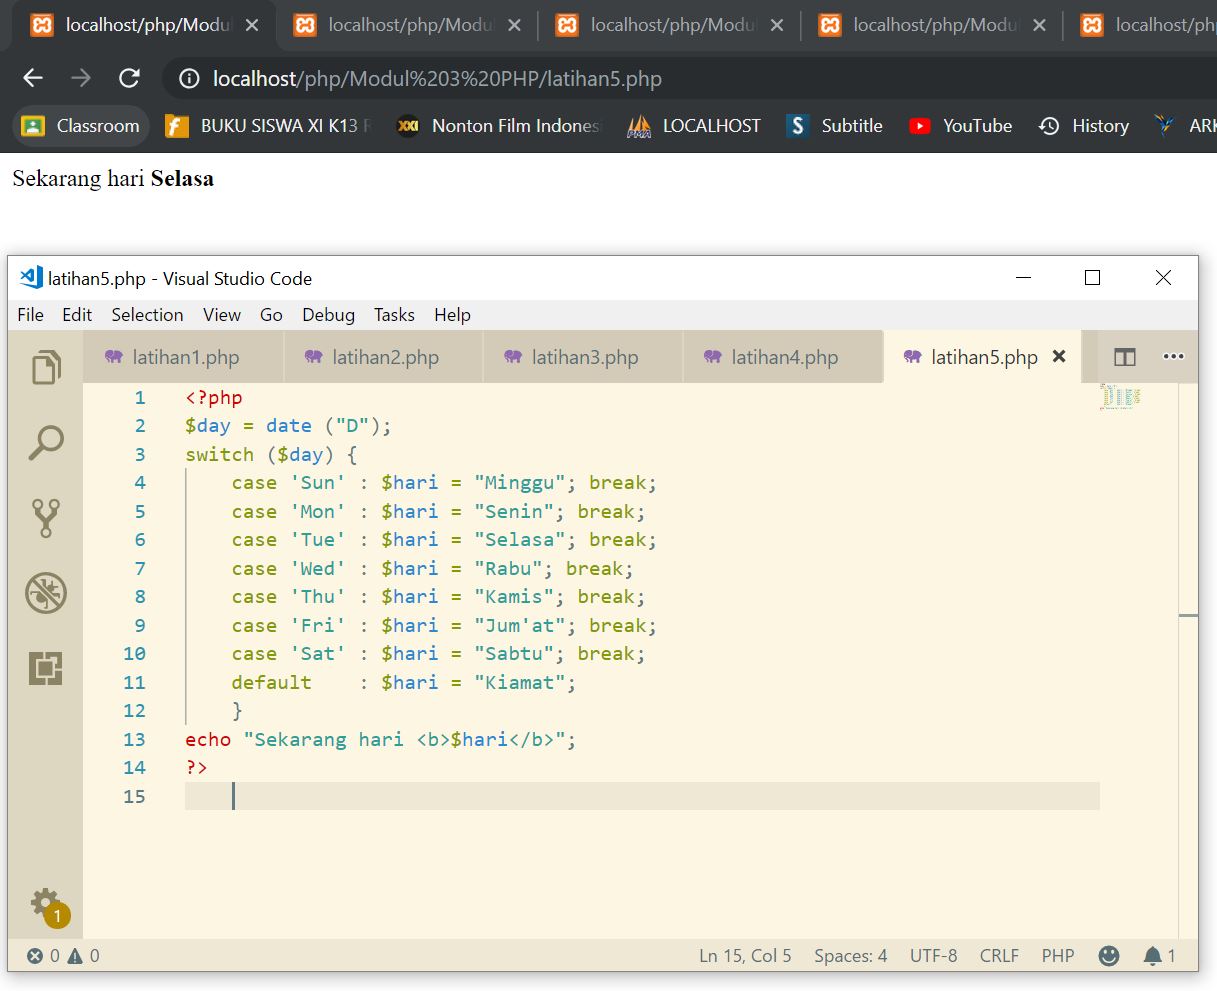 localhost/php/Modu localhost/php/Modul localhost/php/Modu localhost/php/Modu localhost/ph
localhost/php/Modul%203%20PHP/latihan5.php
Classroom BUKU SISWA XI K13 R Nonton Film Indones LOCALHOST Subtitle YouTube History ARK
Sekarang hari Selasa
latihan5.php - Visual Studio Code
File Edit Selection View Go Debug Tasks Help
latihan1.php latihan2.php latihan3.php latihan4.php latihan5.php
1 <?php
2 $day = date ("D");
3 switch ($day) {
4 case 'Sun' : $hari = "Minggu"; break;
5 case 'Mon' : $hari = "Senin"; break;
6 case 'Tue' : $hari = "Selasa"; break;
7 case 'Wed' : $hari = "Rabu"; break;
8 case 'Thu' : $hari = "Kamis"; break;
9 case 'Fri' : $hari = "Jum'at"; break;
10 case 'Sat' : $hari = "Sabtu"; break;
11 default : $hari = "Kiamat";
12 }
13 echo "Sekarang hari <b>$hari</b>";
14 ?>
15
1
0 0 Ln 15, Col 5 Spaces: 4 UTF-8 CRLF PHP 1